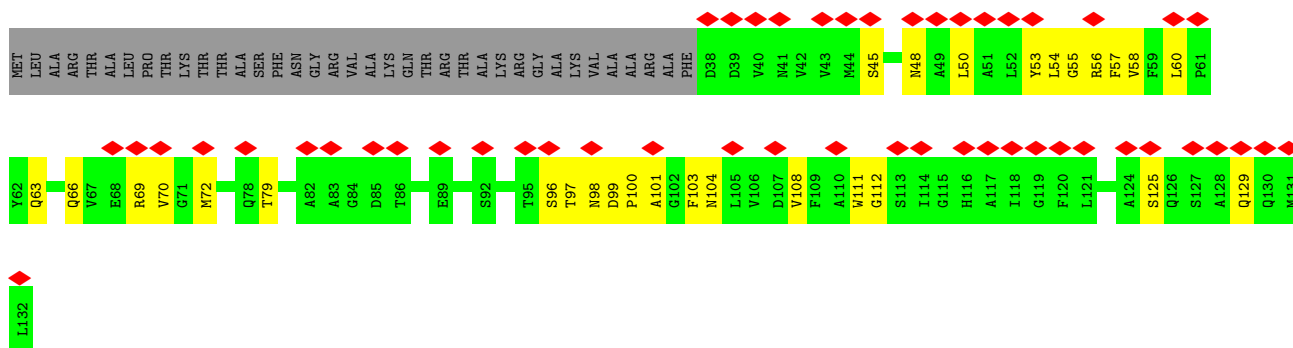 MET LEU ALA ARG THR ALA LEU PRO THR LYS THR THR ALA SER PHE ASN GLY ARG VAL ALA LYS GLN THR ARG THR ALA LYS ARG GLY ALA LYS VAL ALA ALA ARG ALA PHE D38 D39 V40 N41 V42 V43 M44 S45 N48 A49 L50 A51 L52 Y53 L54 G55 R56 F57 V58 F59 L60 P61
Y62 Q63 Q66 V67 E68 R69 V70 G71 M72 Q78 T79 A82 A83 G84 D85 T86 E89 S92 T95 S96 T97 N98 D99 P100 A101 G102 F103 N104 L105 V106 D107 V108 F109 A110 W111 G112 S113 I114 G115 H116 A117 I118 G119 F120 L121 A124 S125 Q126 S127 A128 Q129 Q130 M131
L132